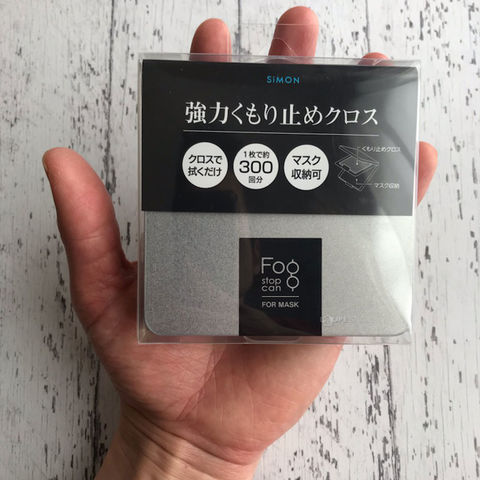 SiMON
強力くもり止めクロス
クロスで
拭くだけ
1枚で約
300
回分
マスク
収納可
くもり止めクロス
マスク収納
Fog
stop
can
FOR MASK